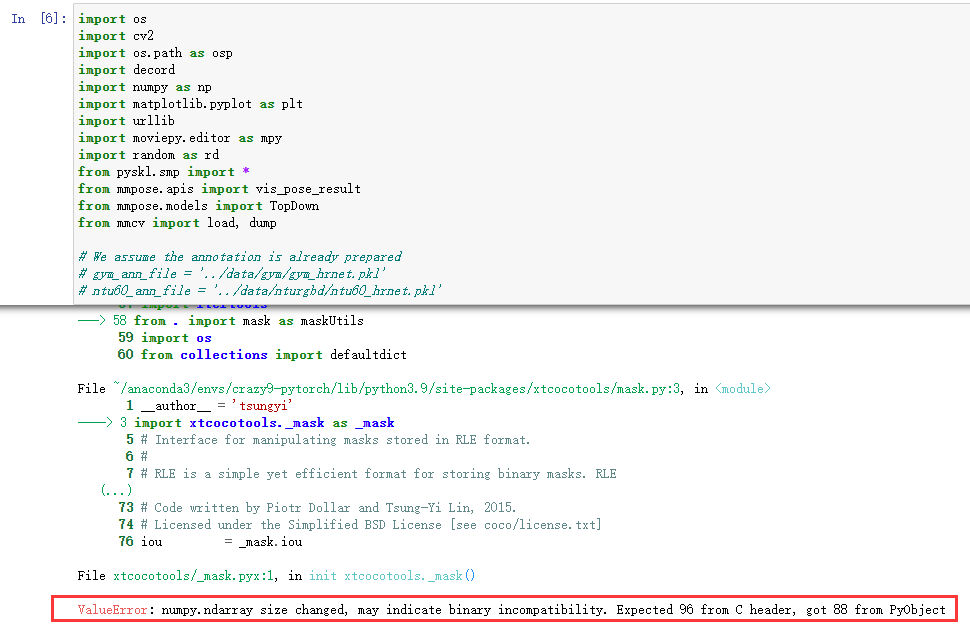 In [6]: import os
import cv2
import os.path as osp
import decord
import numpy as np
import matplotlib.pyplot as plt
import urllib
import moviepy.editor as mpy
import random as rd
from pyskl.smp import *
from mmpose.apis import vis_pose_result
from mmpose.models import TopDown
from mmcv import load, dump
# We assume the annotation is already prepared
# gym_ann_file = '../data/gym/gym_hrnet.pkl'
# ntu60_ann_file = '../data/nturgbd/ntu60_hrnet.pkl'
import itertools
---> 58 from . import mask as maskUtils
59 import os
60 from collections import defaultdict
File ~/anaconda3/envs/crazy9-pytorch/lib/python3.9/site-packages/xtcocotools/mask.py:3, in <module>
1 __author__ = 'tsungyi'
----> 3 import xtcocotools._mask as _mask
5 # Interface for manipulating masks stored in RLE format.
6 #
7 # RLE is a simple yet efficient format for storing binary masks. RLE
(...)
73 # Code written by Piotr Dollar and Tsung-Yi Lin, 2015.
74 # Licensed under the Simplified BSD License [see coco/license.txt]
76 iou = _mask.iou
File xtcocotools/_mask.pyx:1, in init xtcocotools._mask()
ValueError: numpy.ndarray size changed, may indicate binary incompatibility. Expected 96 from C header, got 88 from PyObject